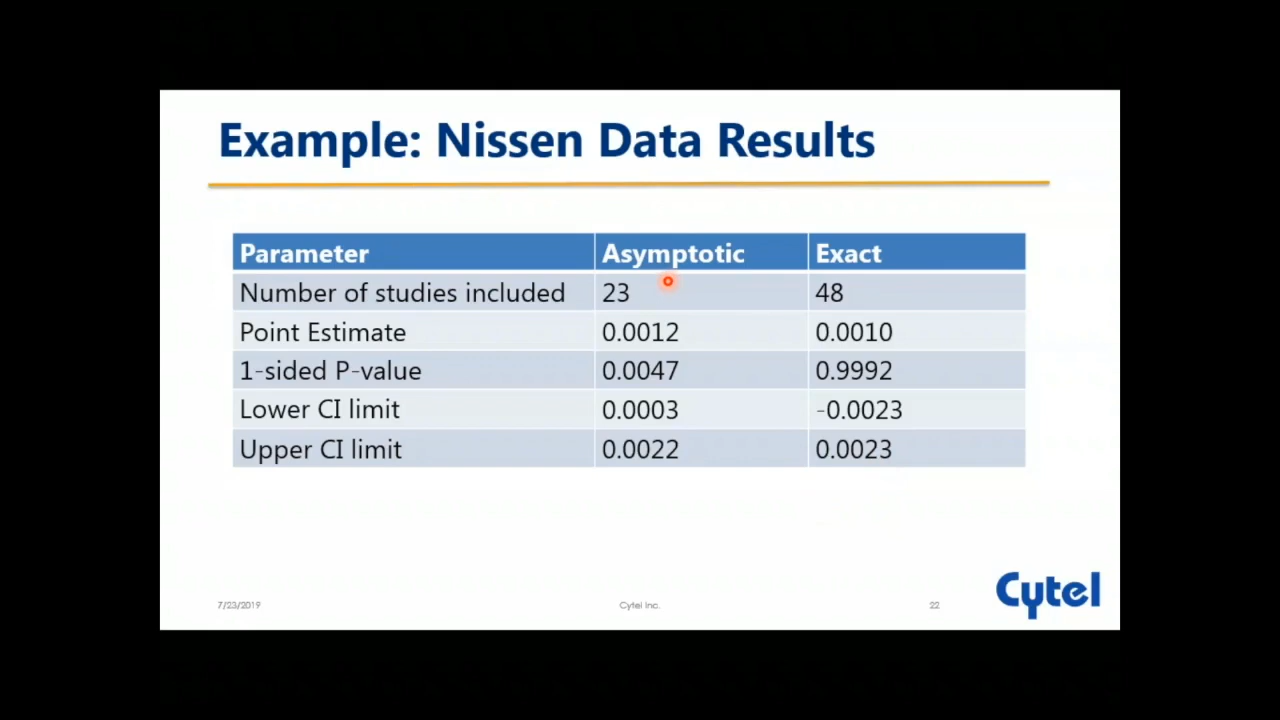 Example: Nissen Data Results
Parameter Asymptotic Exact
Number of studies included 23 48
Point Estimate 0.0012 0.0010
1-sided P-value 0.0047 0.9992
Lower CI limit 0.0003 -0.0023
Upper CI limit 0.0022 0.0023
7/23/2019 Cytel Inc. 22 Cytel